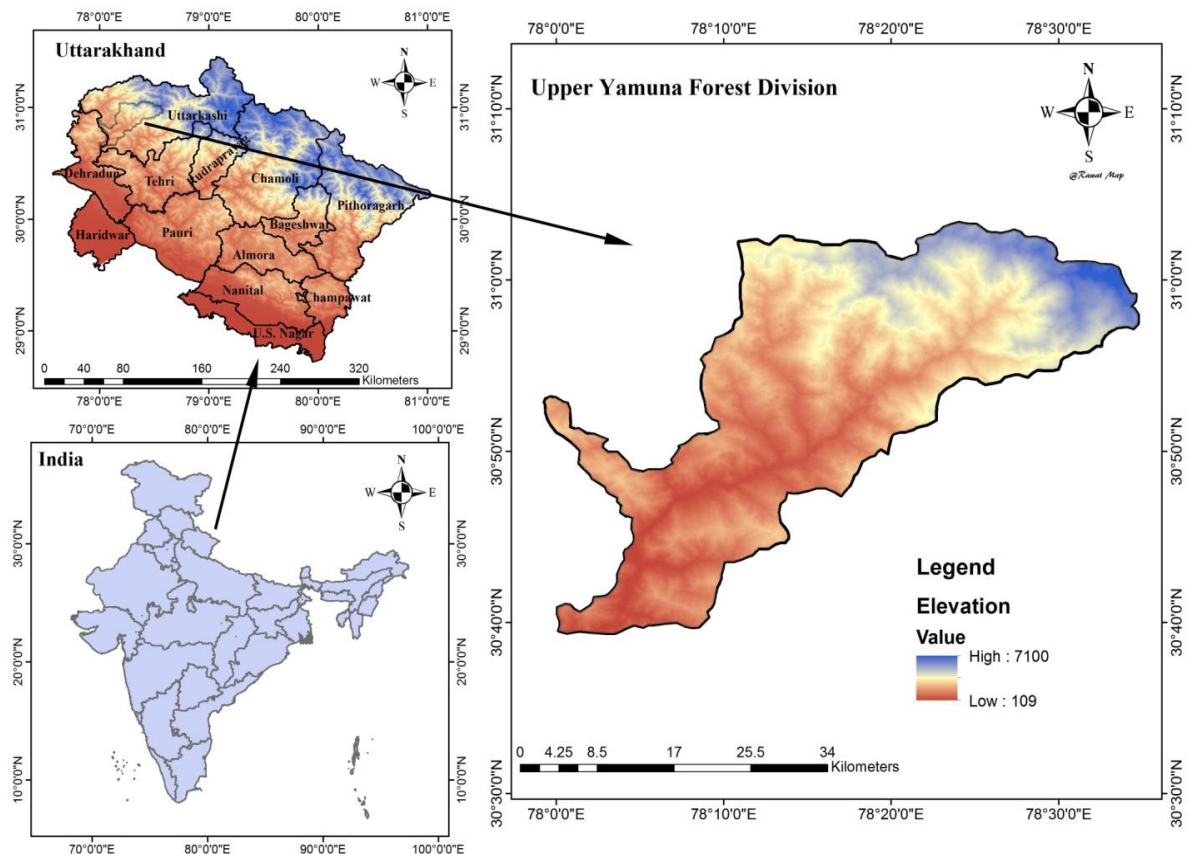 78°0'0"E 79°0'0"E 80°0'0"E 81°0'0"E
Uttarakhand
N
W E
S
31°0'0"N
30°0'0"N
29°0'0"N
Uttarkashi
Rudraprayag
Dehradun
Tehri
Chamoli
Pithoragarh
Haridwar
Pauri
Bageshwar
Almora
Nanital
Champawat
U.S. Nagar
0 40 80 160 240 320
Kilometers
78°0'0"E 79°0'0"E 80°0'0"E 81°0'0"E
70°0'0"E 80°0'0"E 90°0'0"E 100°0'0"E
India
N
W E
S
30°0'0"N
20°0'0"N
10°0'0"N
30°0'0"N
20°0'0"N
10°0'0"N
70°0'0"E 80°0'0"E 90°0'0"E 100°0'0"E
78°0'0"E 78°10'0"E 78°20'0"E 78°30'0"E
Upper Yamuna Forest Division
N
W E
S
@Rawat Map
31°10'0"N
31°0'0"N
30°50'0"N
30°40'0"N
30°30'0"N
31°10'0"N
31°0'0"N
30°50'0"N
30°40'0"N
30°30'0"N
Legend
Elevation
Value
High : 7100
Low : 109
0 4.25 8.5 17 25.5 34
Kilometers
78°0'0"E 78°10'0"E 78°20'0"E 78°30'0"E